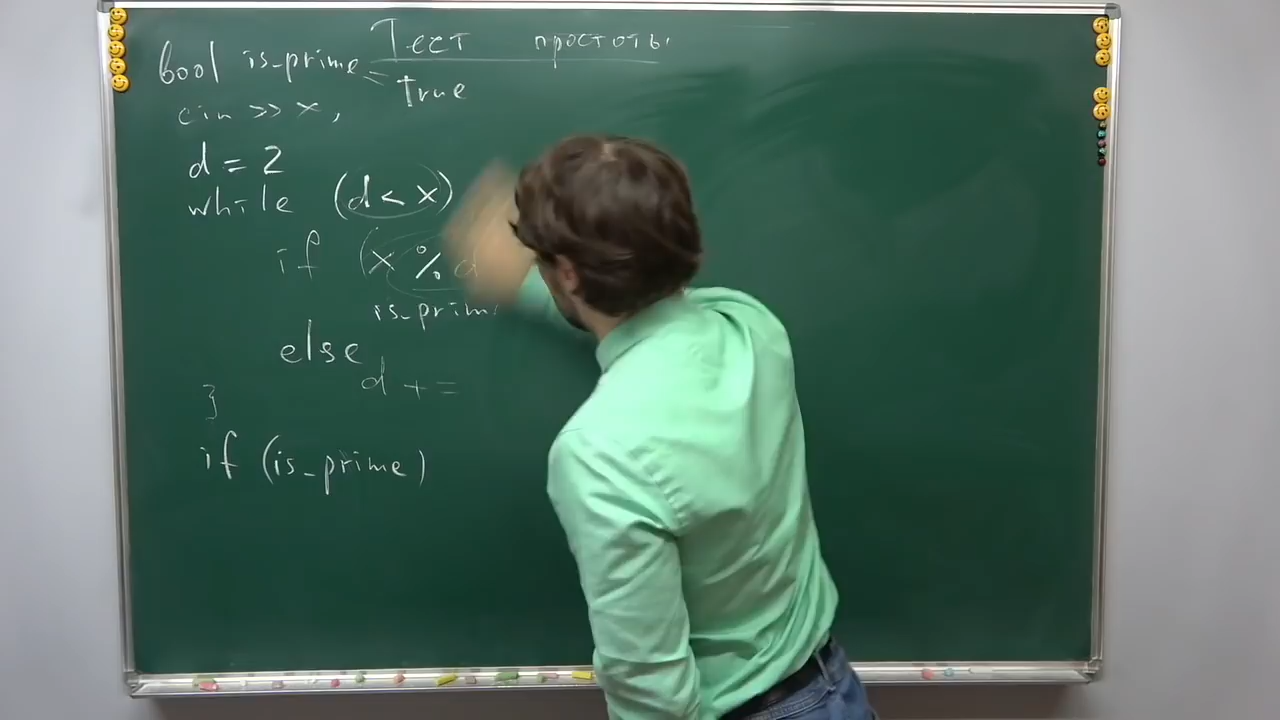 Тест простоты
bool is_prime = true
cin >> x,
d = 2
while (d < x)
if (x % d
is_prim
else
d +=
}
if (is_prime)